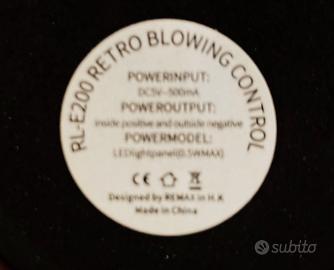 RL-E200 RETRO BLOWING CONTROL
POWERINPUT:
DC5V⎓500mA
POWEROUTPUT:
inside positive and outside negative
POWERMODEL:
LEDlightpanel(0.5WMAX)
CE
Designed by REMAX in H.K
Made in China
subito